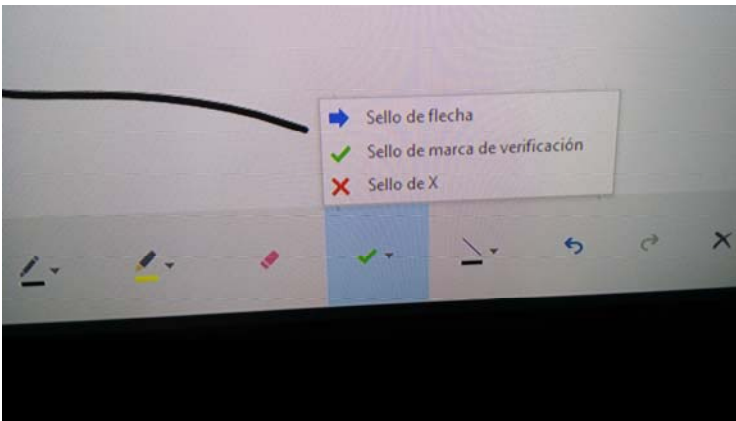 Sello de flecha
Sello de marca de verificación
Sello de X